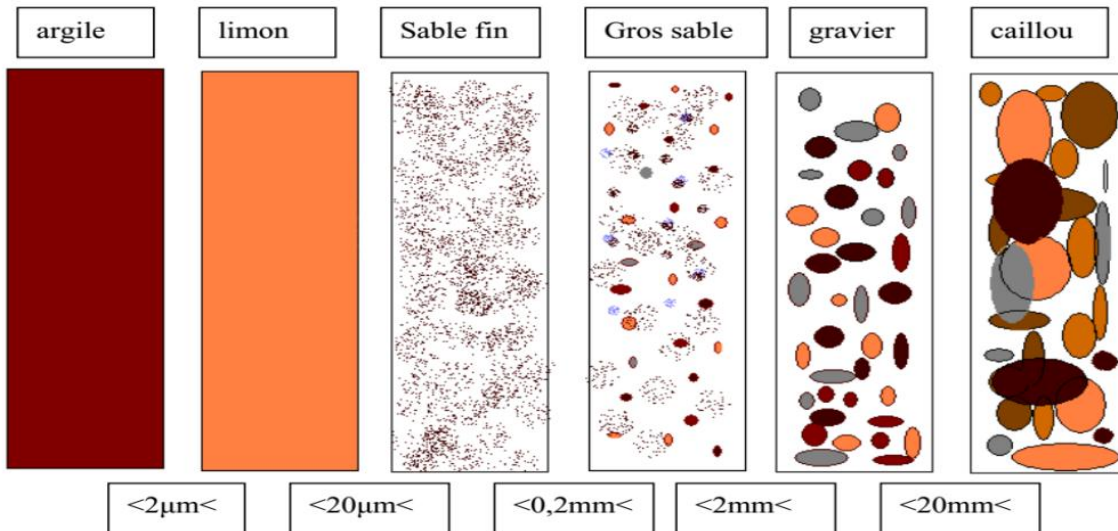 argile
limon
Sable fin
Gros sable
gravier
caillou
<2μm<
<20μm<
<0,2mm<
<2mm<
<20mm<